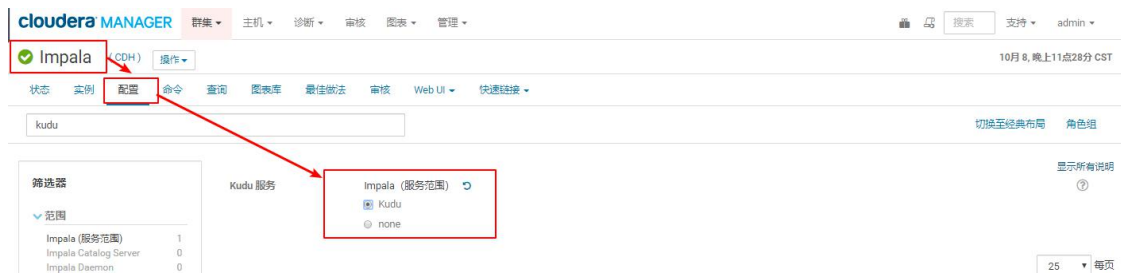 cloudera MANAGER 群集 主机 诊断 审核 图表 管理 搜索 支持 admin
Impala (CDH) 操作 10月 8, 晚上11点28分 CST
状态 实例 配置 命令 查询 图表库 最佳做法 审核 Web UI 快速链接
kudu 切换至经典布局 角色组
显示所有说明
筛选器 Kudu 服务 Impala (服务范围)
Kudu
范围 none
Impala (服务范围) 1
Impala Catalog Server 0
Impala Daemon 0 25 每页